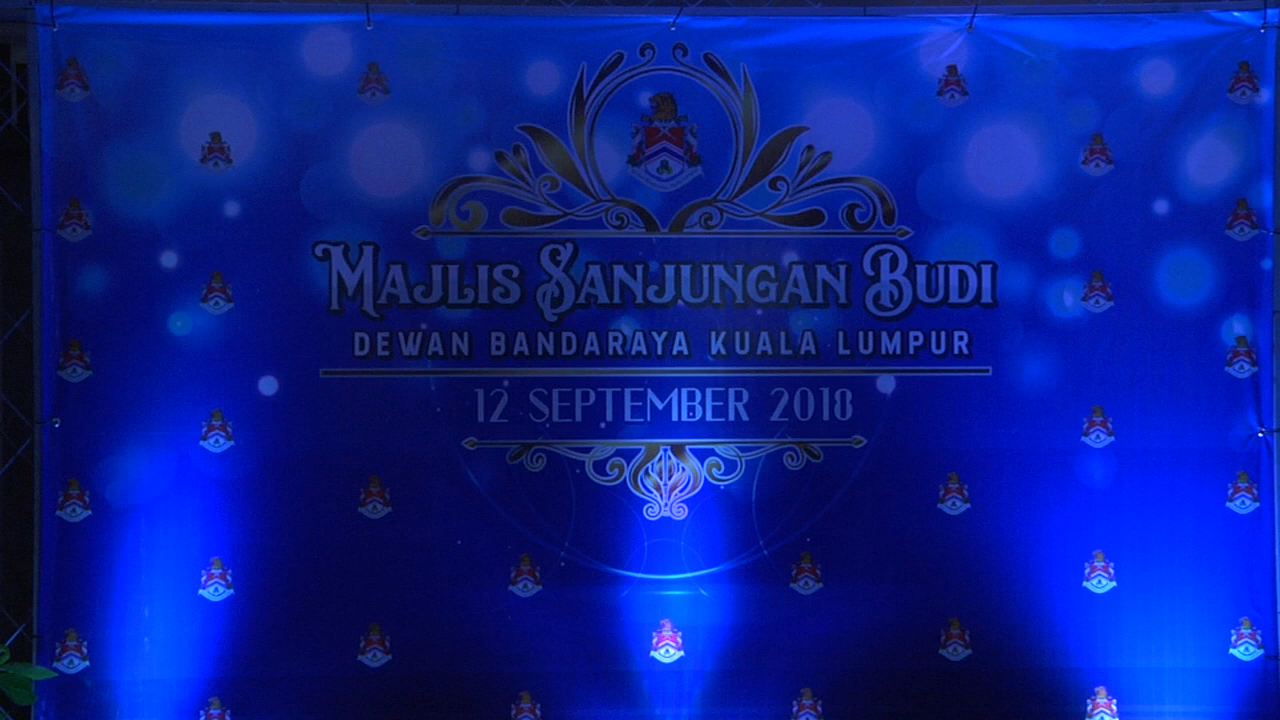 Majlis Sanjungan Budi
DEWAN BANDARAYA KUALA LUMPUR
12 SEPTEMBER 2018